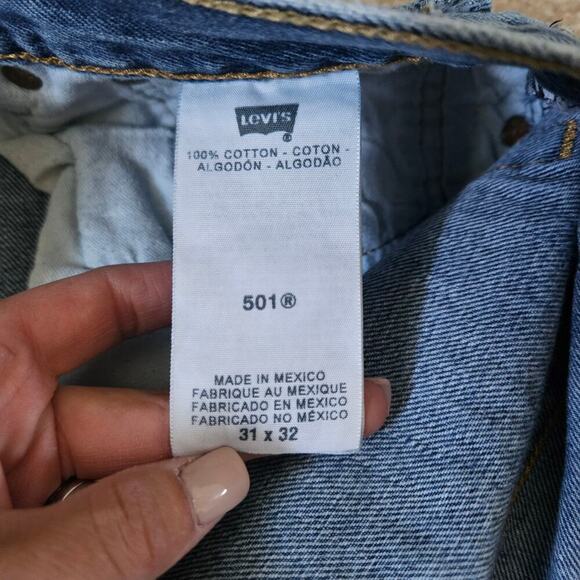 Levi's
®
100% COTTON - COTON -
ALGODÓN - ALGODÃO
501®
MADE IN MEXICO
FABRIQUE AU MEXIQUE
FABRICADO EN MÉXICO
FABRICADO NO MÉXICO
31 x 32